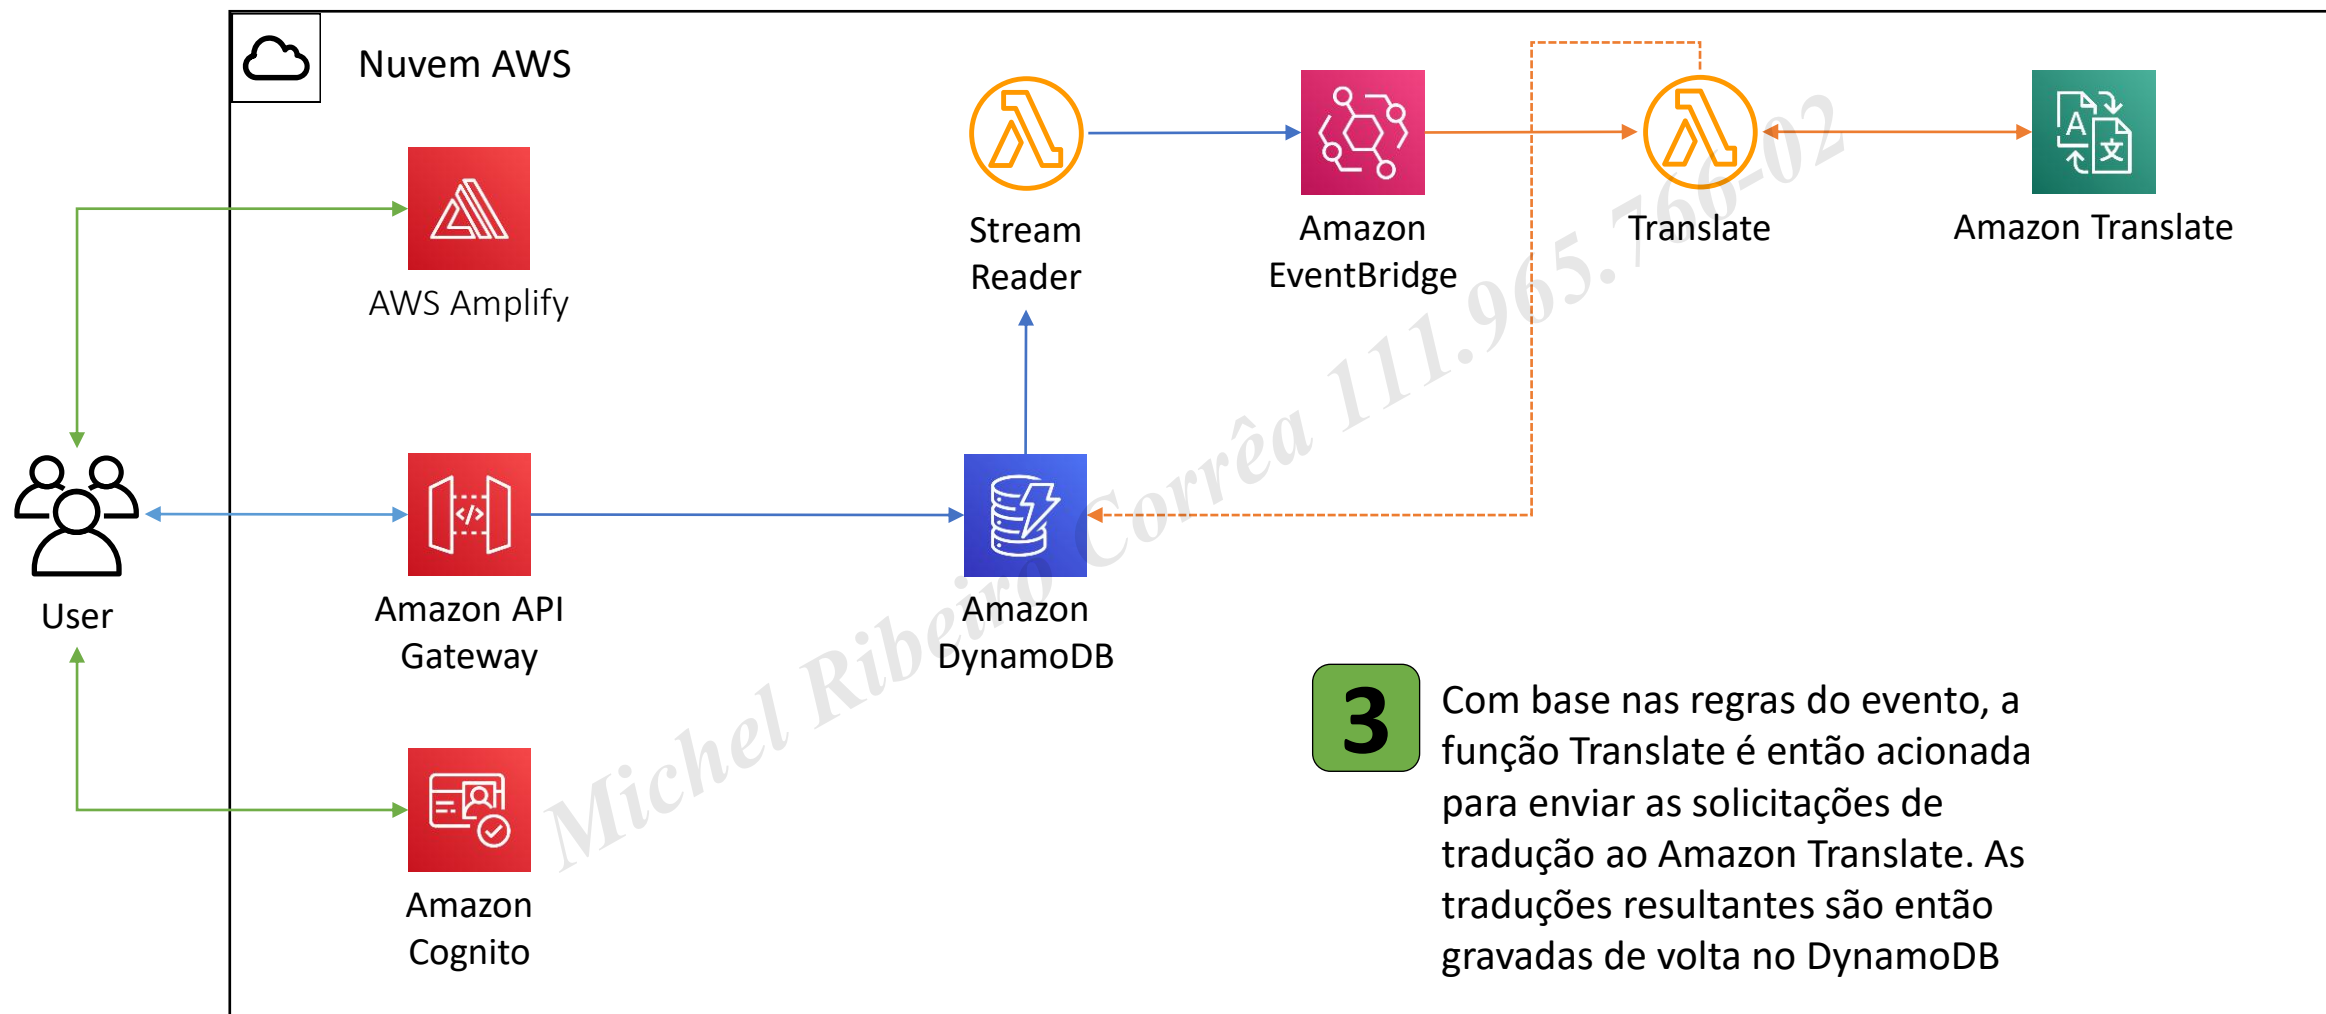 Nuvem AWS
AWS Amplify
User
Amazon API
Gateway
Amazon
Cognito
Stream
Reader
Amazon
EventBridge
Translate
Amazon Translate
Amazon
DynamoDB
3
Com base nas regras do evento, a
função Translate é então acionada
para enviar as solicitações de
tradução ao Amazon Translate. As
traduções resultantes são então
gravadas de volta no DynamoDB
A
文
</>
Michel Ribeiro Corrêa 111.965.766-02